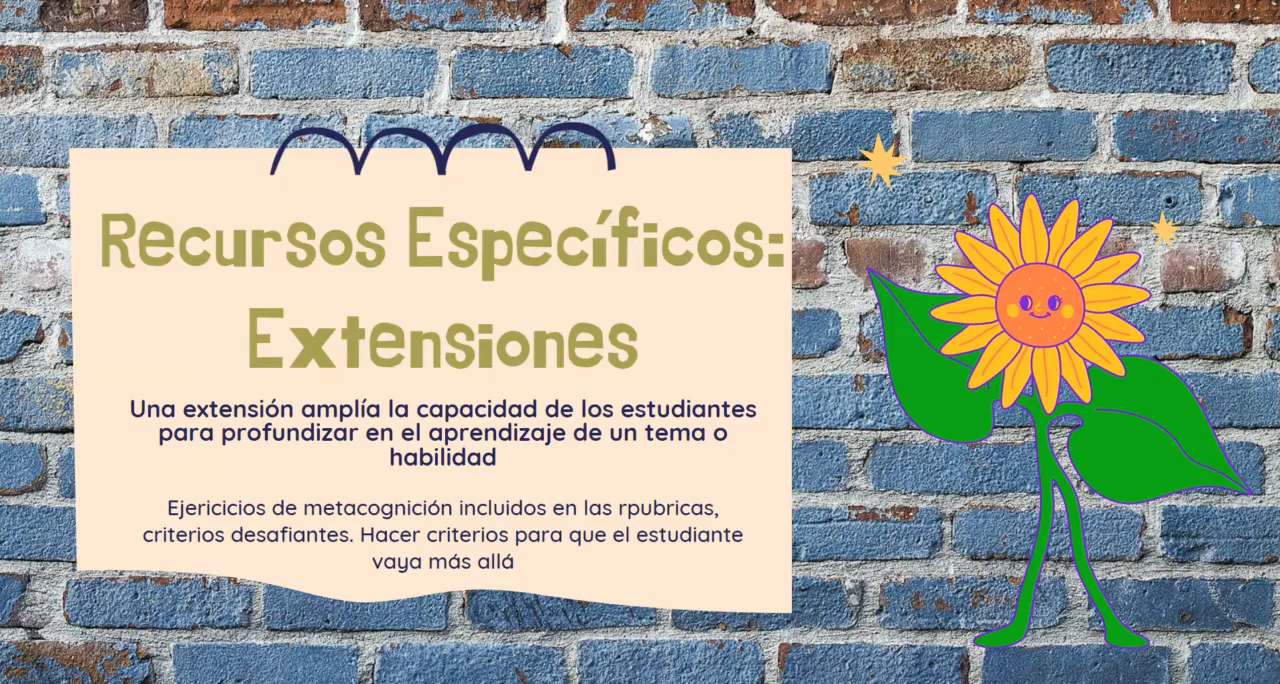 Recursos Específicos:
Extensiones
Una extensión amplía la capacidad de los estudiantes
para profundizar en el aprendizaje de un tema o
habilidad
Ejericicios de metacognición incluidos en las rpubricas,
criterios desafiantes. Hacer criterios para que el estudiante
vaya más allá